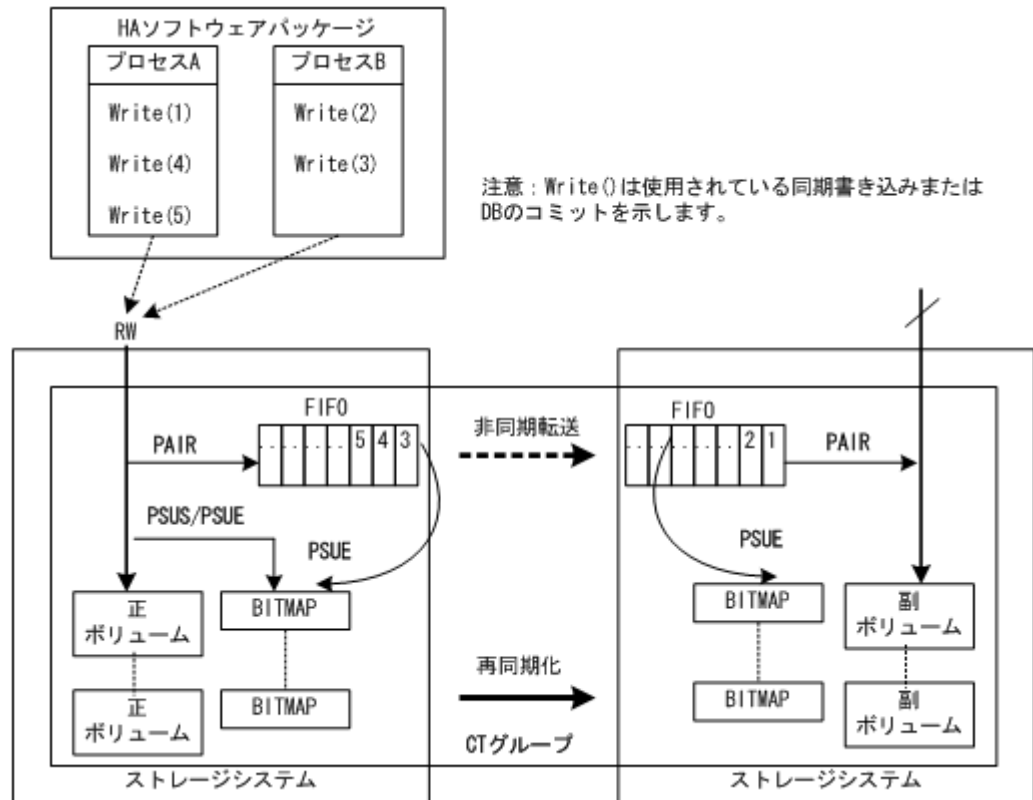 HAソフトウェアパッケージ
プロセスA
Write(1)
Write(4)
Write(5)
プロセスB
Write(2)
Write(3)
注意：Write()は使用されている同期書き込みまたは
DBのコミットを示します。
RW
FIFO
5 4 3
PAIR
PSUS/PSUE
PSUE
正
ボリューム
BITMAP
正
ボリューム
BITMAP
ストレージシステム
非同期転送
再同期化
CTグループ
FIFO
2 1
PAIR
PSUE
BITMAP
副
ボリューム
BITMAP
副
ボリューム
ストレージシステム